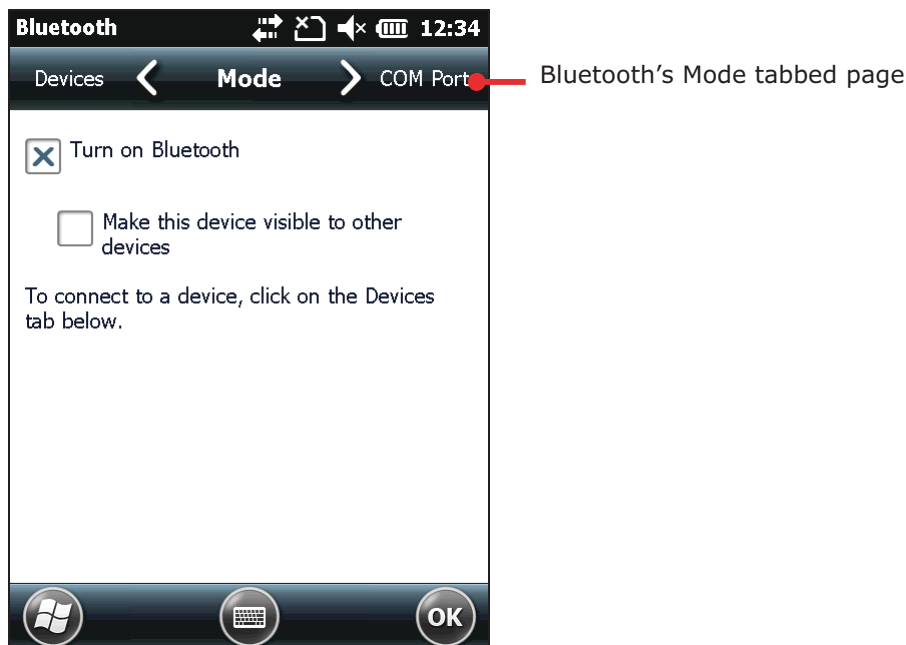 Bluetooth 12:34
Devices Mode COM Port
Bluetooth's Mode tabbed page
Turn on Bluetooth
Make this device visible to other
devices
To connect to a device, click on the Devices
tab below.
OK